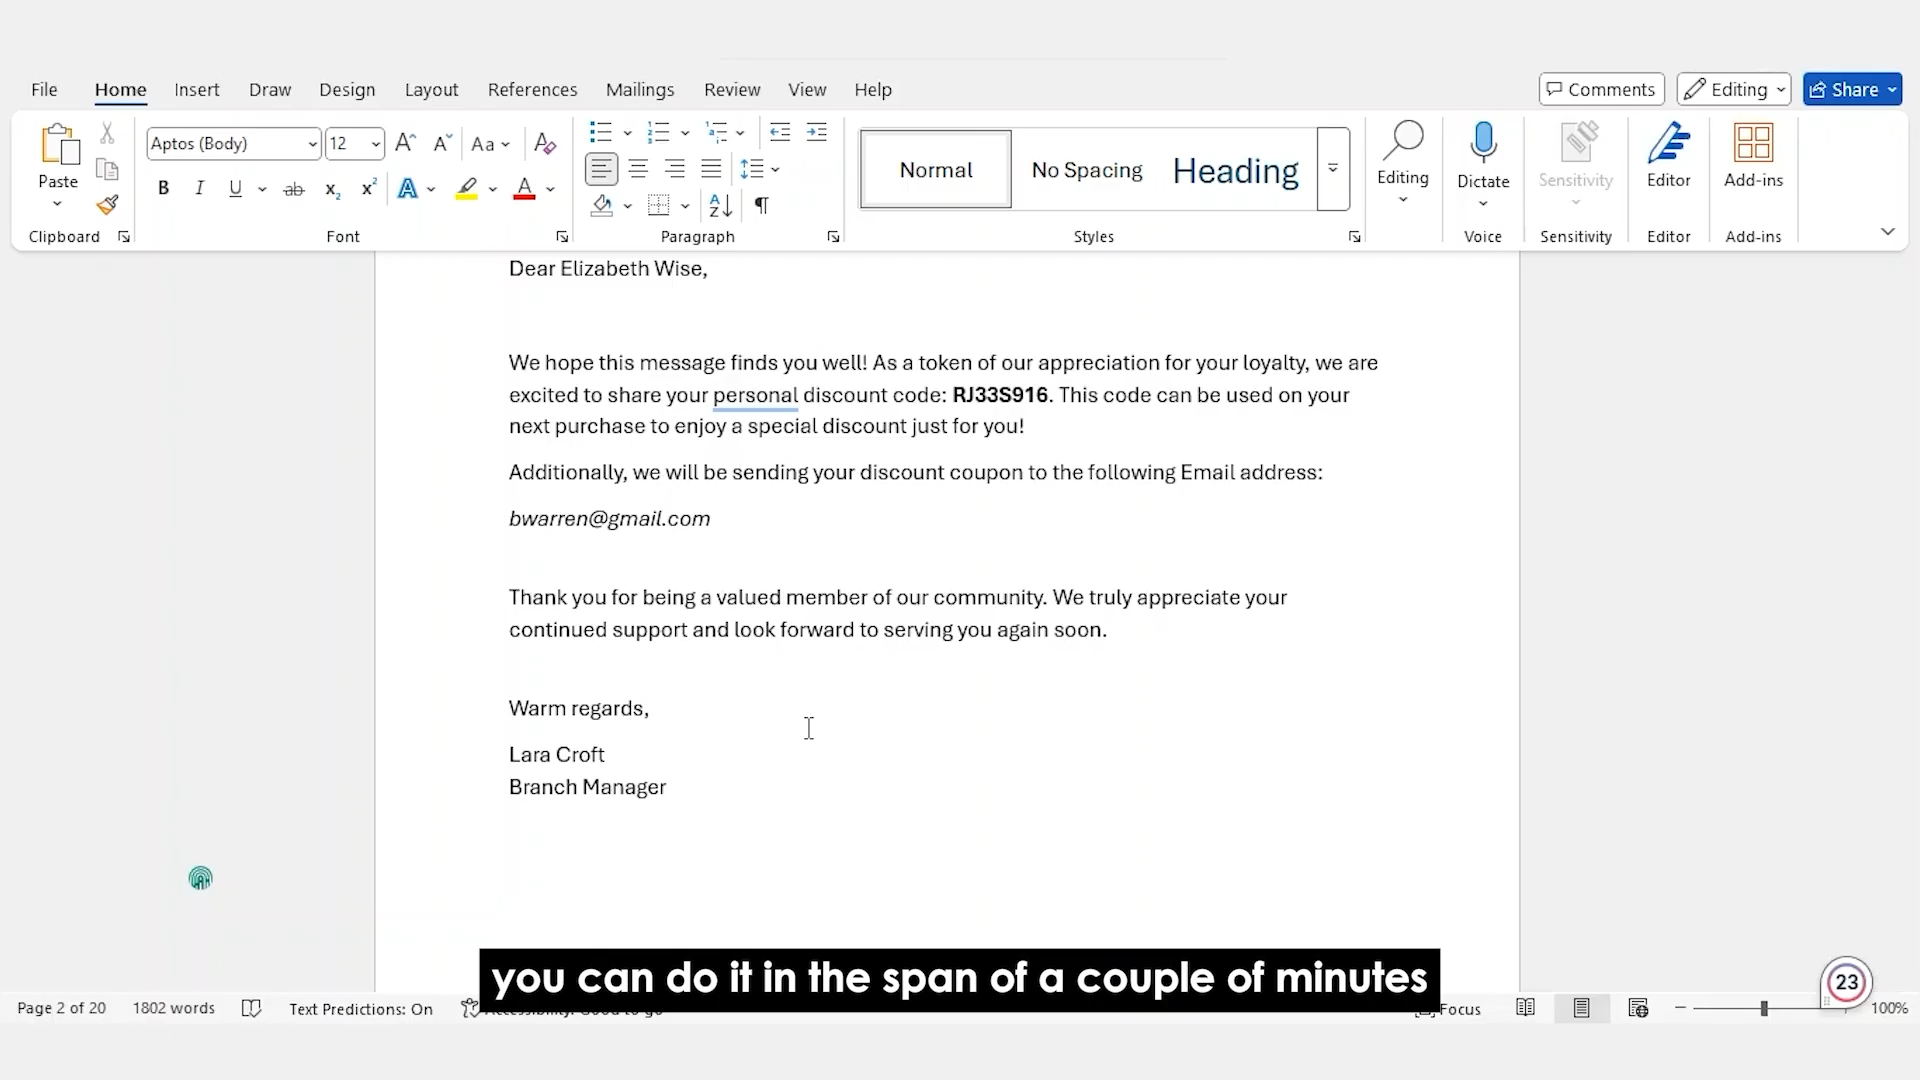 File Home Insert Draw Design Layout References Mailings Review View Help Comments Editing Share
Aptos (Body) 12 Aa
Normal No Spacing Heading
Paste Editing Dictate Sensitivity Editor Add-ins
B I U ab x₂ x² A A
Clipboard Font Paragraph Styles Voice Sensitivity Editor Add-ins
Dear Elizabeth Wise,
We hope this message finds you well! As a token of our appreciation for your loyalty, we are
excited to share your personal discount code: RJ33S916. This code can be used on your
next purchase to enjoy a special discount just for you!
Additionally, we will be sending your discount coupon to the following Email address:
bwarren@gmail.com
Thank you for being a valued member of our community. We truly appreciate your
continued support and look forward to serving you again soon.
Warm regards,
Lara Croft
Branch Manager
you can do it in the span of a couple of minutes
23
Page 2 of 20 1802 words Text Predictions: On Focus 100%